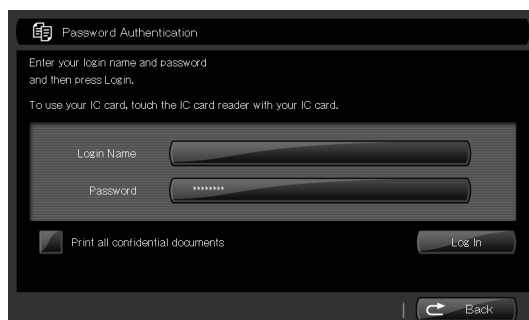 Password Authentication
Enter your login name and password
and then press Login.
To use your IC card, touch the IC card reader with your IC card.
Login Name
Password ********
Print all confidential documents
Log In
Back